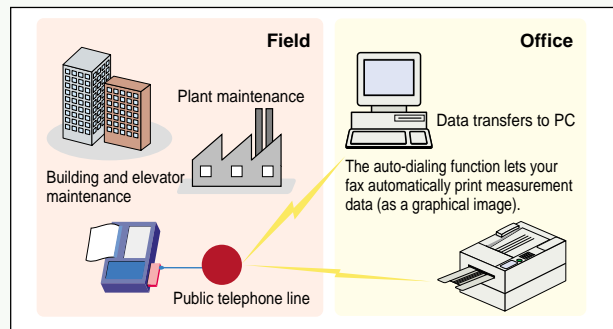 Field
Plant maintenance
Building and elevator
maintenance
Public telephone line
Office
Data transfers to PC
The auto-dialing function lets your
fax automatically print measurement
data (as a graphical image).